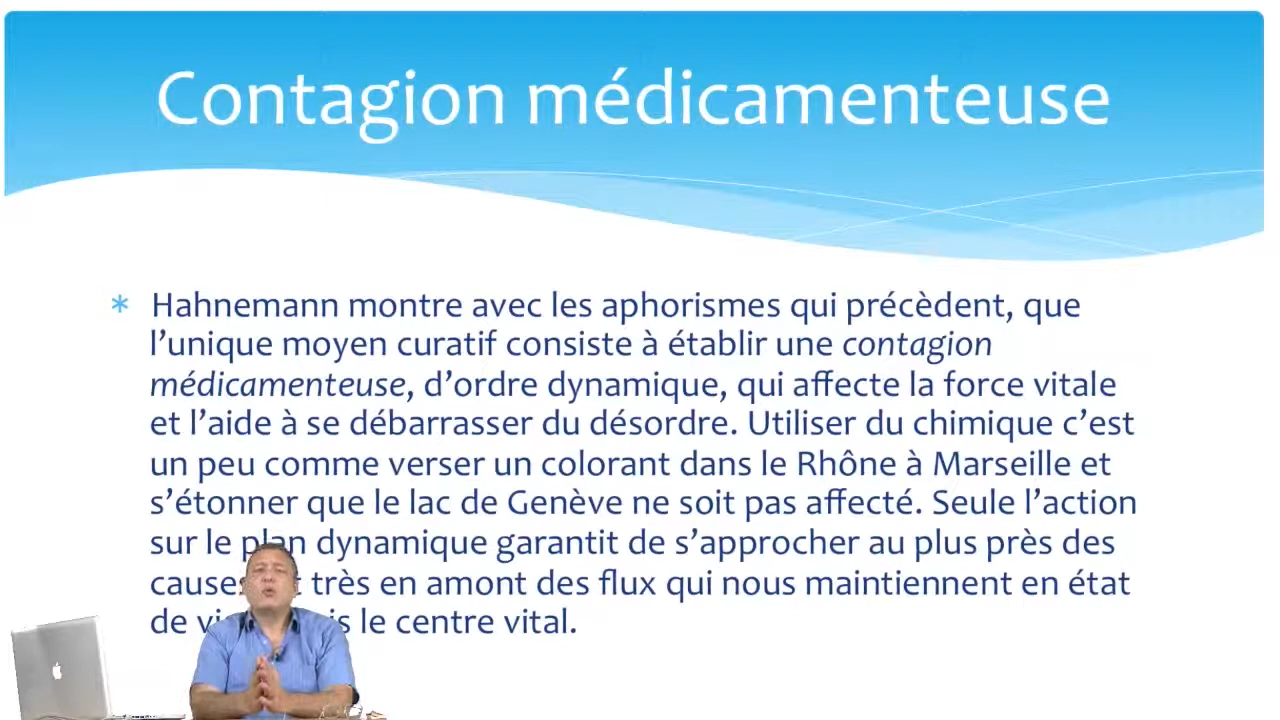 Contagion médicamenteuse
* Hahnemann montre avec les aphorismes qui précèdent, que
l’unique moyen curatif consiste à établir une contagion
médicamenteuse, d’ordre dynamique, qui affecte la force vitale
et l’aide à se débarrasser du désordre. Utiliser du chimique c’est
un peu comme verser un colorant dans le Rhône à Marseille et
s’étonner que le lac de Genève ne soit pas affecté. Seule l’action
sur le plan dynamique garantit de s’approcher au plus près des
très en amont des flux qui nous maintiennent en état
de le centre vital.